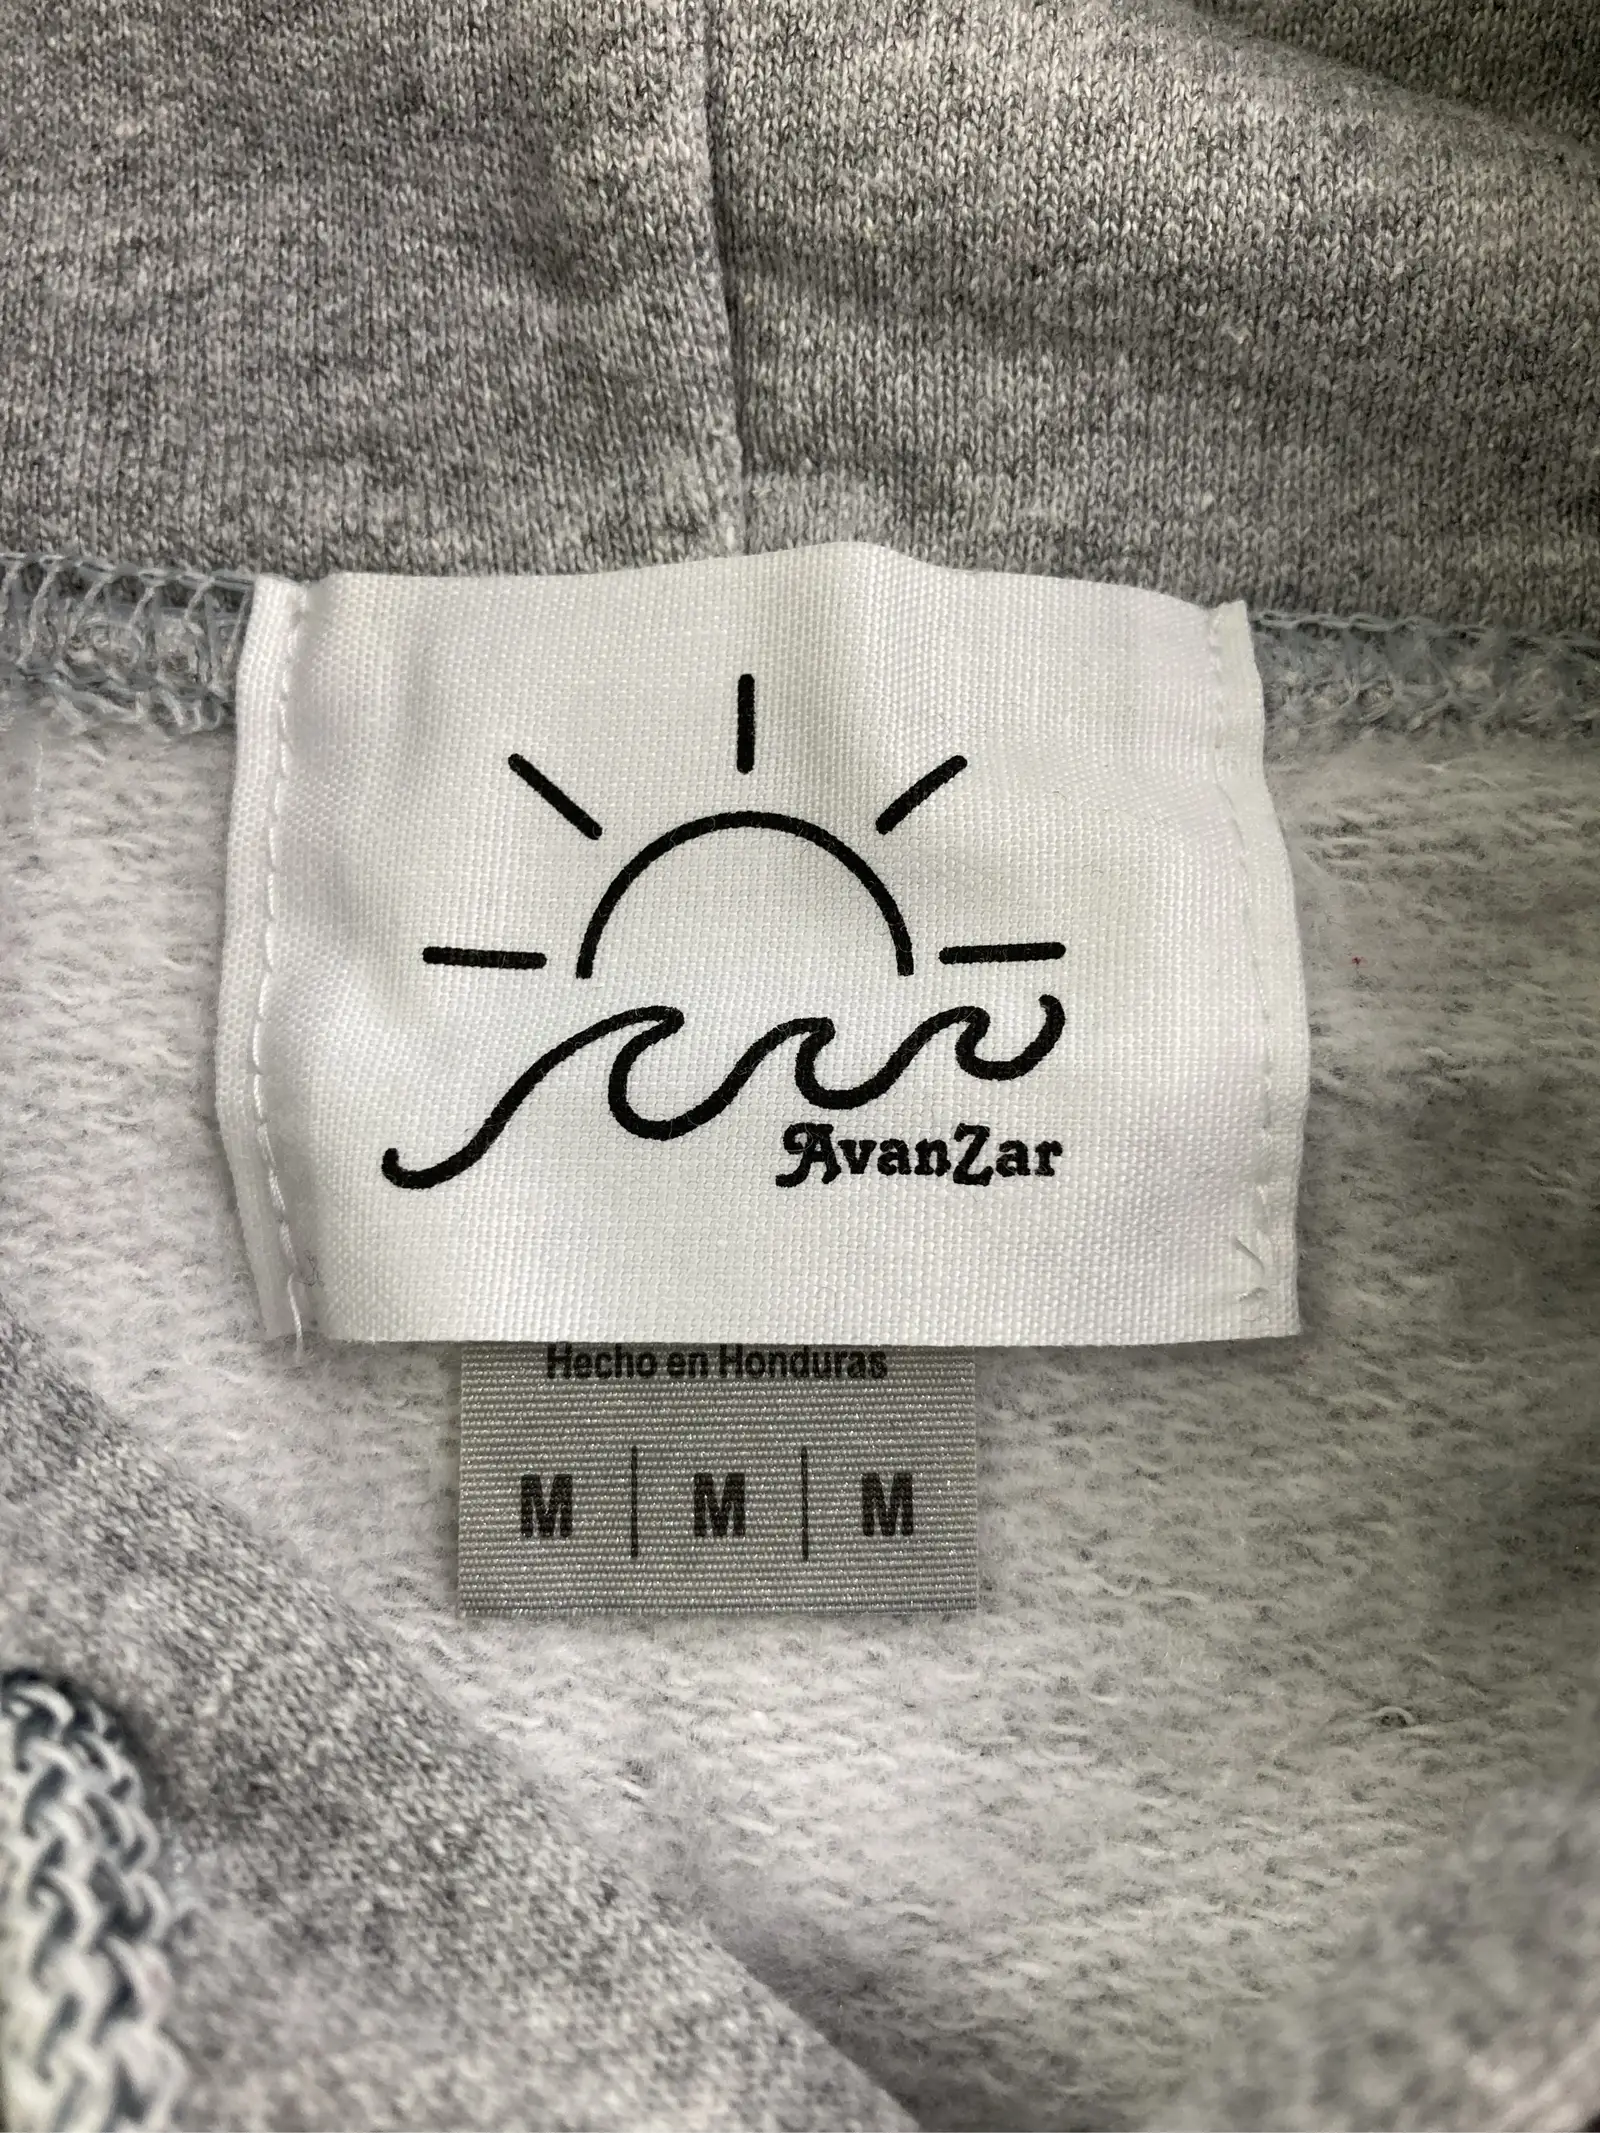 AvanZar
Hecho en Honduras
M | M | M